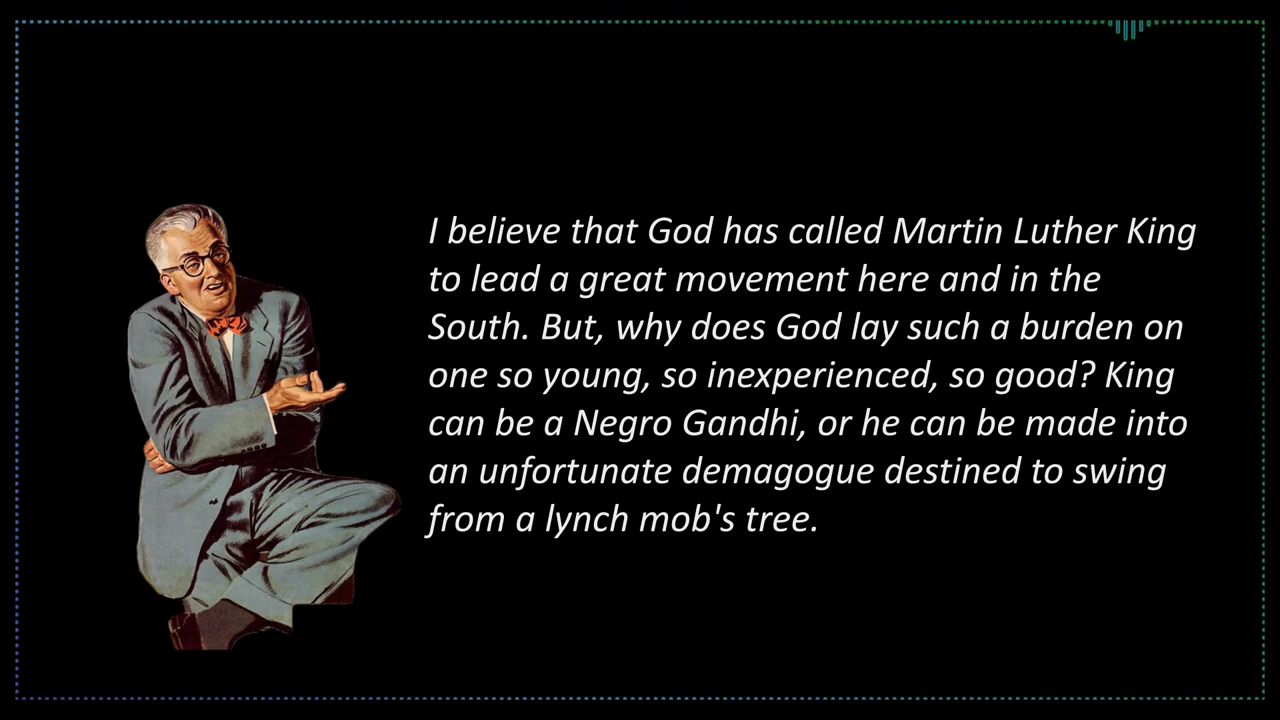 I believe that God has called Martin Luther King
to lead a great movement here and in the
South. But, why does God lay such a burden on
one so young, so inexperienced, so good? King
can be a Negro Gandhi, or he can be made into
an unfortunate demagogue destined to swing
from a lynch mob's tree.